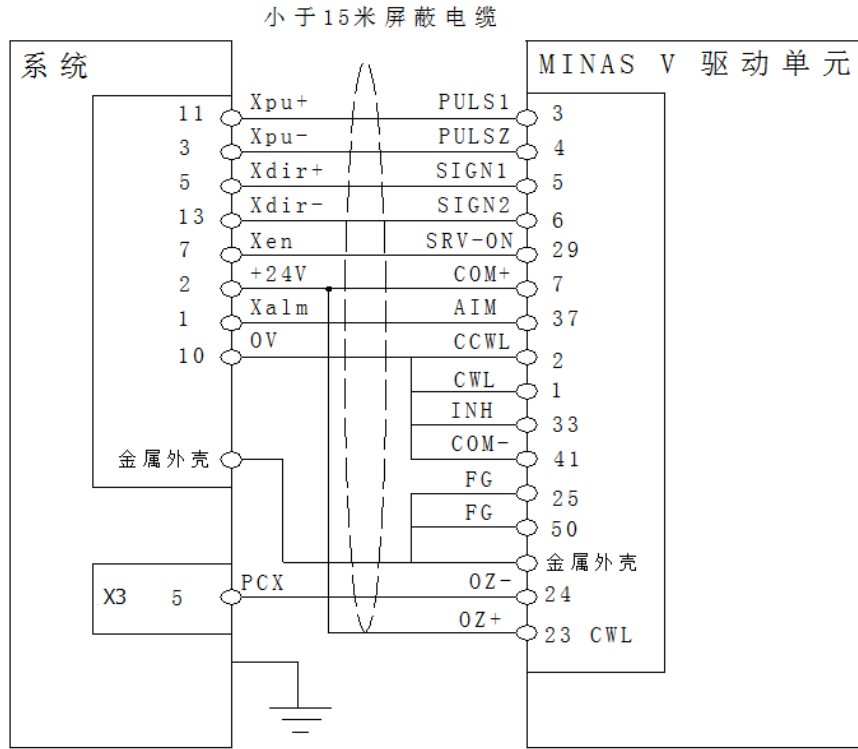 小于15米屏蔽电缆
系统 MINAS V 驱动单元
11 Xpu+ PULS1 3
3 Xpu- PULSZ 4
5 Xdir+ SIGN1 5
13 Xdir- SIGN2 6
7 Xen SRV-ON 29
2 +24V COM+ 7
1 Xalm AIM 37
10 0V CCWL 2
CWL 1
INH 33
COM- 41
金属外壳 FG 25
FG 50
金属外壳
X3 5 PCX OZ- 24
OZ+ 23 CWL